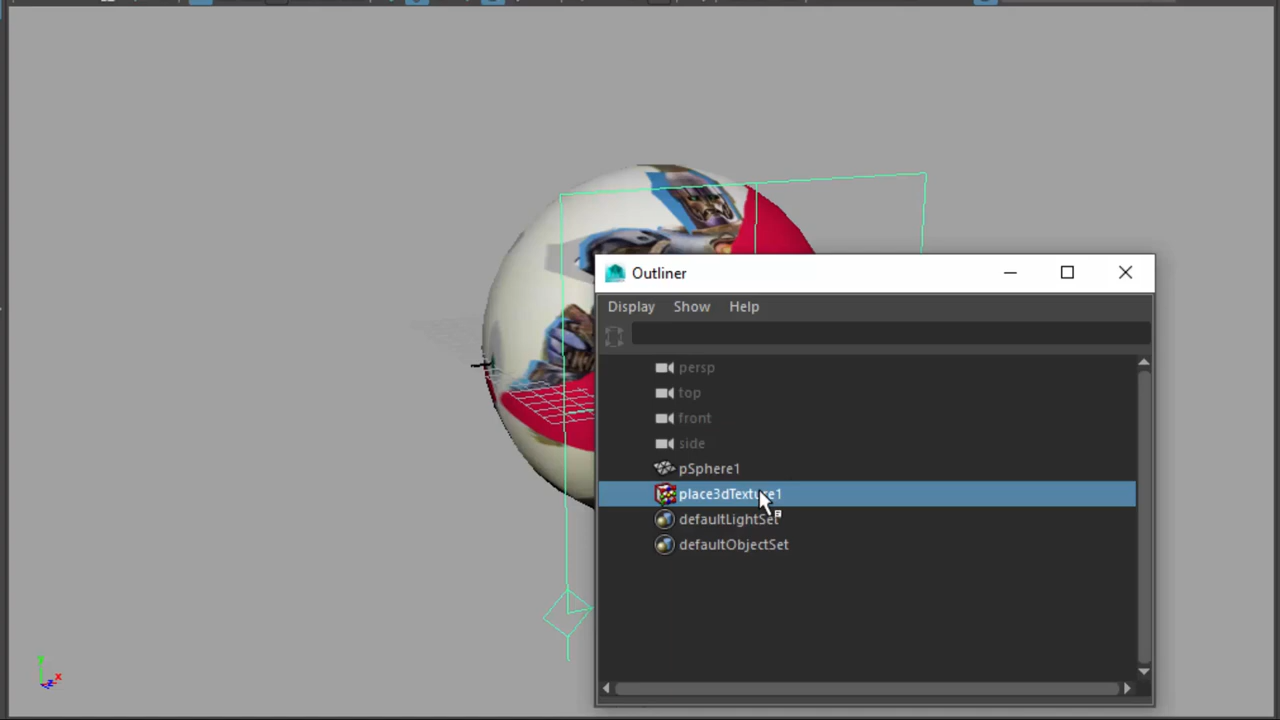 Outliner
Display Show Help
persp
top
front
side
pSphere1
place3dTexture1
defaultLightSet
defaultObjectSet
Y
Z X